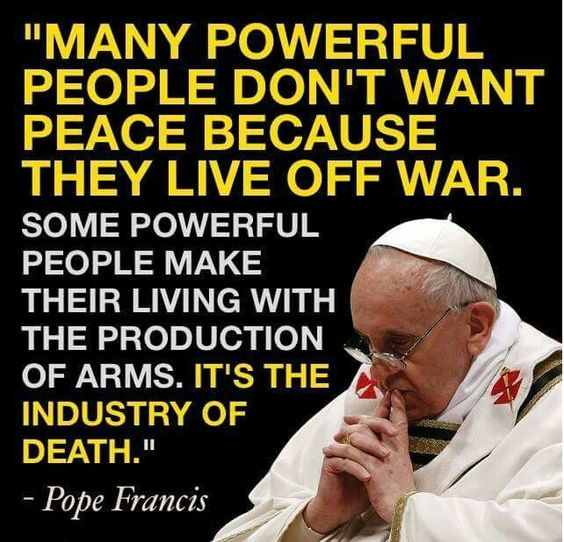 "MANY POWERFUL
PEOPLE DON'T WANT
PEACE BECAUSE
THEY LIVE OFF WAR.
SOME POWERFUL
PEOPLE MAKE
THEIR LIVING WITH
THE PRODUCTION
OF ARMS. IT'S THE
INDUSTRY OF
DEATH."
- Pope Francis